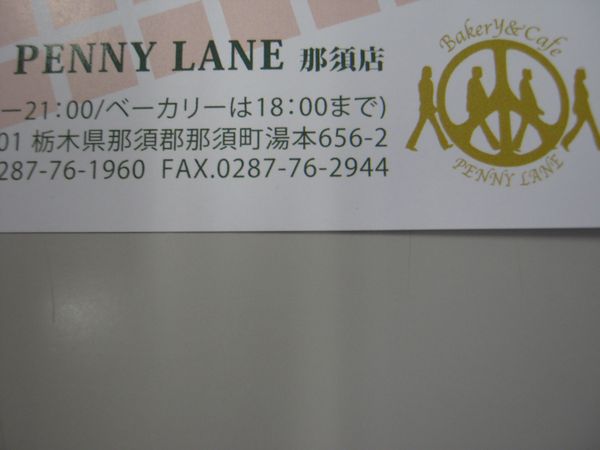 PENNY LANE 那須店
ー21:00/ベーカリーは18:00まで)
01 栃木県那須郡那須町湯本656-2
287-76-1960 FAX.0287-76-2944
Bakery&Cafe
PENNY LANE